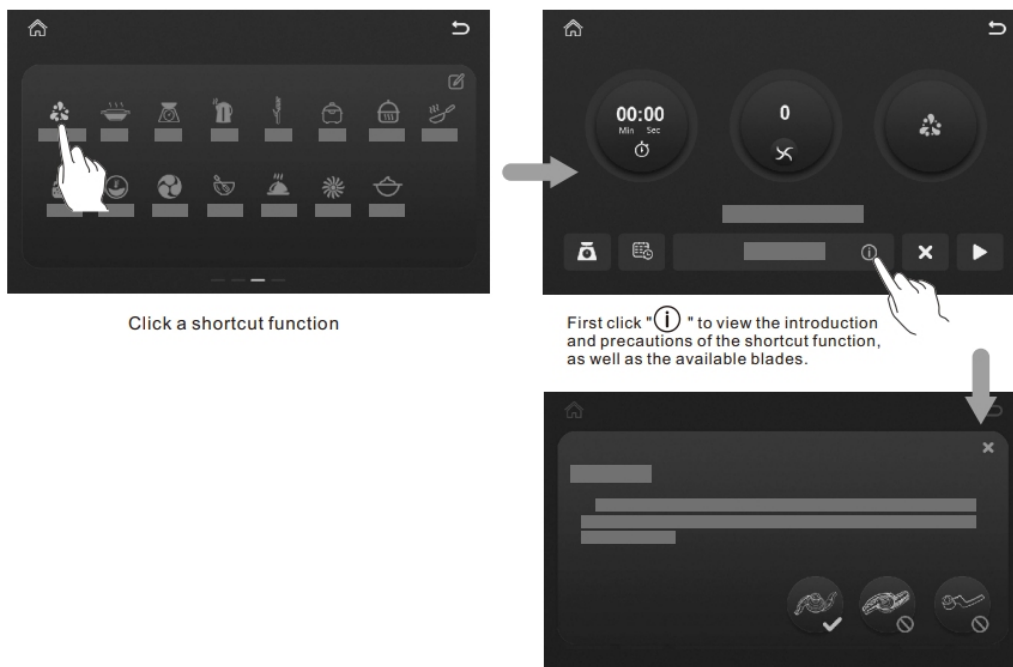 00:00
Min Sec
0
Click a shortcut function
First click "ⓘ " to view the introduction
and precautions of the shortcut function,
as well as the available blades.